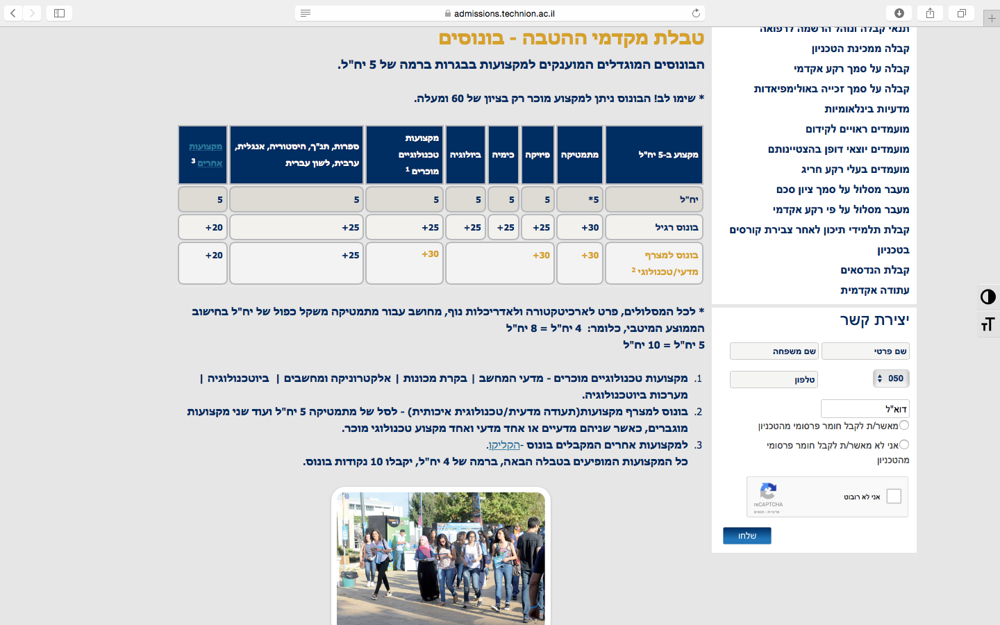 admissions.technion.ac.il
טבלת מקדמי ההטבה - בונוסים
הבונוסים המוגדלים המוענקים למקצועות בבגרות ברמה של 5 יח"ל.
* שימו לב! הבונוס ניתן למקצוע מוכר רק בציון של 60 ומעלה.
מקצוע ב-5 יח"ל מתמטיקה פיזיקה כימיה ביולוגיה מקצועות טכנולוגיים מוכרים 1 ספרות, תנ"ך, היסטוריה, אנגלית, ערבית, לשון עברית מקצועות אחרים 3
יח"ל 5* 5 5 5 5 5 5
בונוס רגיל 30+ 25+ 25+ 25+ 25+ 25+ 20+
בונוס למצרף מדעי/טכנולוגי 2 30+ 30+ 30+ 25+ 20+
* לכל המסלולים, פרט לארכיטקטורה ולאדריכלות נוף, מחושב עבור מתמטיקה משקל כפול של יח"ל בחישוב
הממוצע המיטבי, כלומר: 4 יח"ל = 8 יח"ל
5 יח"ל = 10 יח"ל
1. מקצועות טכנולוגיים מוכרים - מדעי המחשב | בקרת מכונות | אלקטרוניקה ומחשבים | ביוטכנולוגיה |
מערכות ביוטכנולוגיה.
2. בונוס למצרף מקצועות(תעודה מדעית/טכנולוגית איכותית) - לסל של מתמטיקה 5 יח"ל ועוד שני מקצועות
מוגברים, כאשר שניהם מדעיים או אחד מדעי ואחד מקצוע טכנולוגי מוכר.
3. למקצועות אחרים המקבלים בונוס -הקליקו.
כל המקצועות המופיעים בטבלה הבאה, ברמה של 4 יח"ל, יקבלו 10 נקודות בונוס.
תנאי קבלה ונוהל הרשמה לרפואה
קבלה ממכינת הטכניון
קבלה על סמך רקע אקדמי
קבלה על סמך זכייה באולימפיאדות
מדעיות בינלאומיות
מועמדים ראויים לקידום
מועמדים יוצאי דופן בהצטיינותם
מועמדים בעלי רקע חריג
מעבר מסלול על סמך ציון סכם
מעבר מסלול על פי רקע אקדמי
קבלת תלמידי תיכון לאחר צבירת קורסים
בטכניון
קבלת הנדסאים
עתודה אקדמית
יצירת קשר
שם פרטי שם משפחה
050 טלפון
דוא"ל
מאשר/ת לקבל חומר פרסומי מהטכניון
אני לא מאשר/ת לקבל חומר פרסומי
מהטכניון
אני לא רובוט
reCAPTCHA
פרטיות - תנאים
שלחו
TT